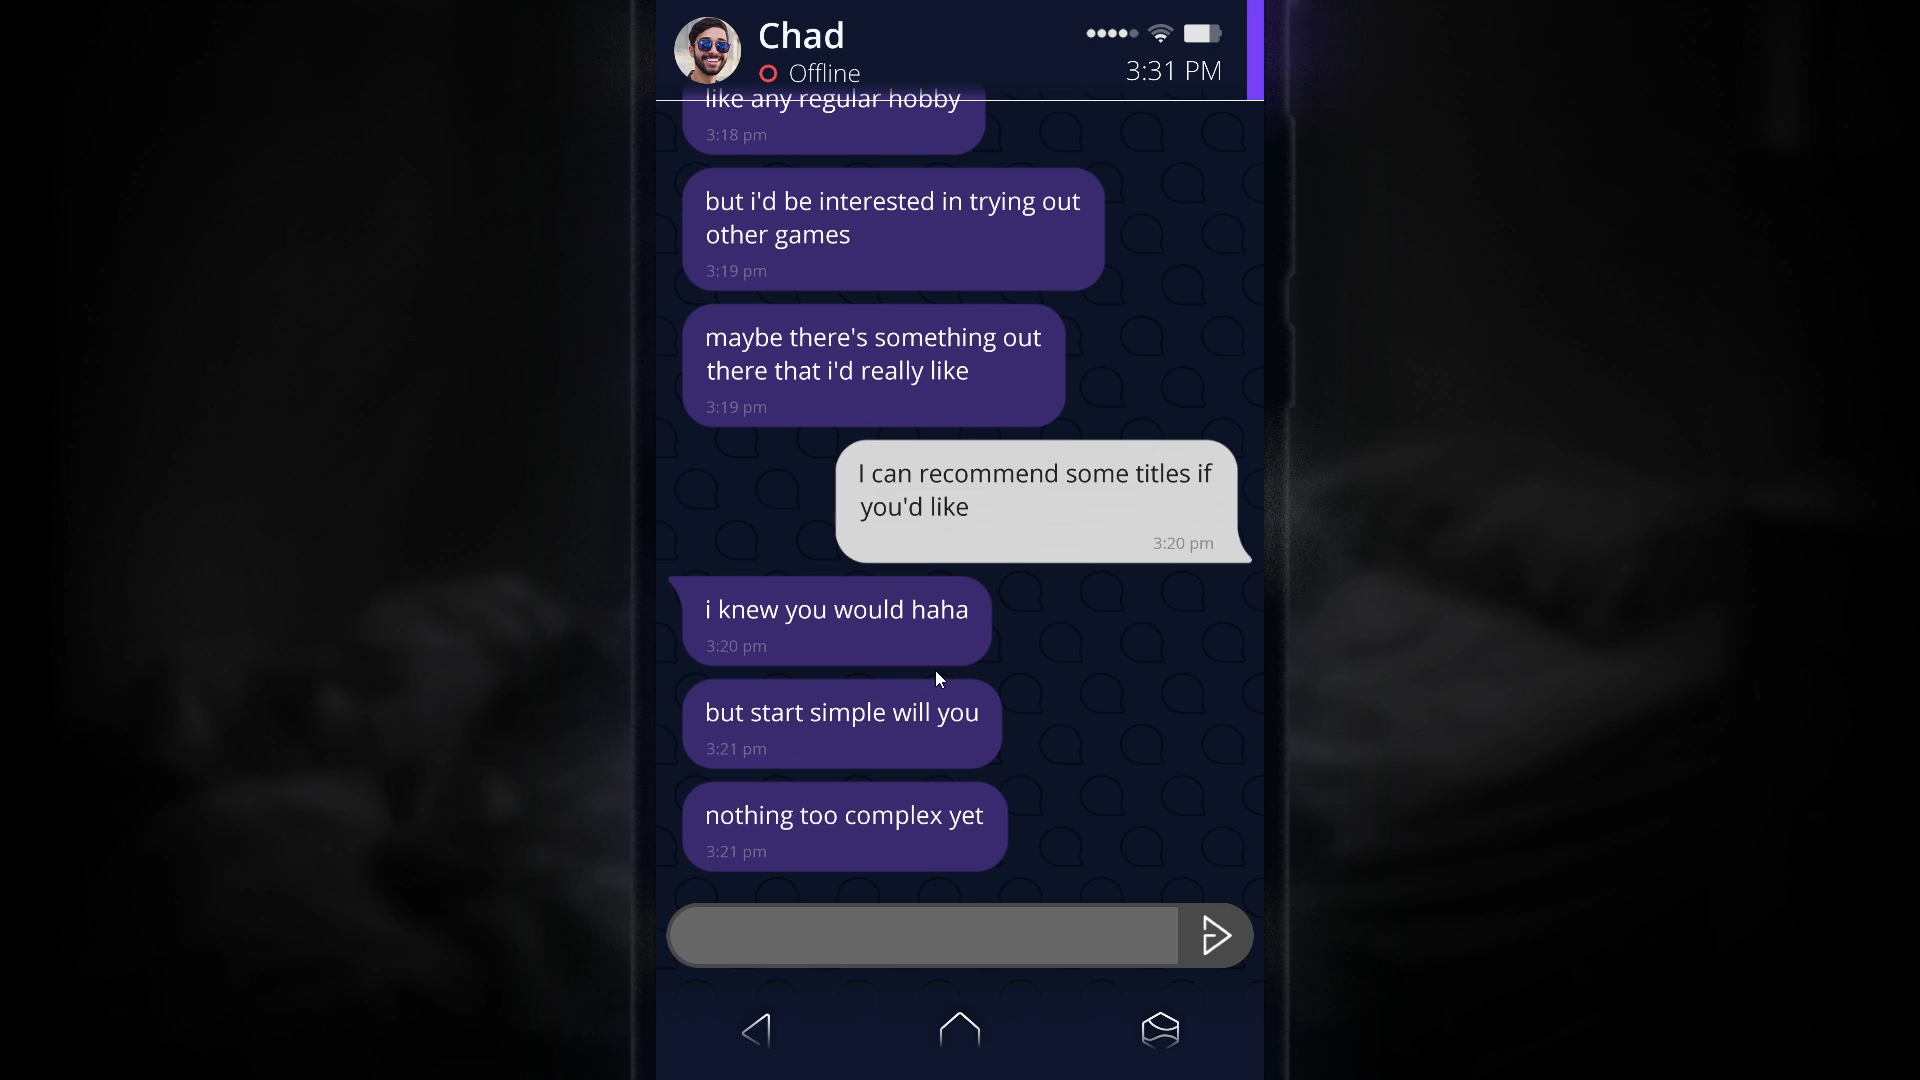 Chad
Offline
3:31 PM
like any regular hobby
3:18 pm
but i'd be interested in trying out
other games
3:19 pm
maybe there's something out
there that i'd really like
3:19 pm
I can recommend some titles if
you'd like
3:20 pm
i knew you would haha
3:20 pm
but start simple will you
3:21 pm
nothing too complex yet
3:21 pm